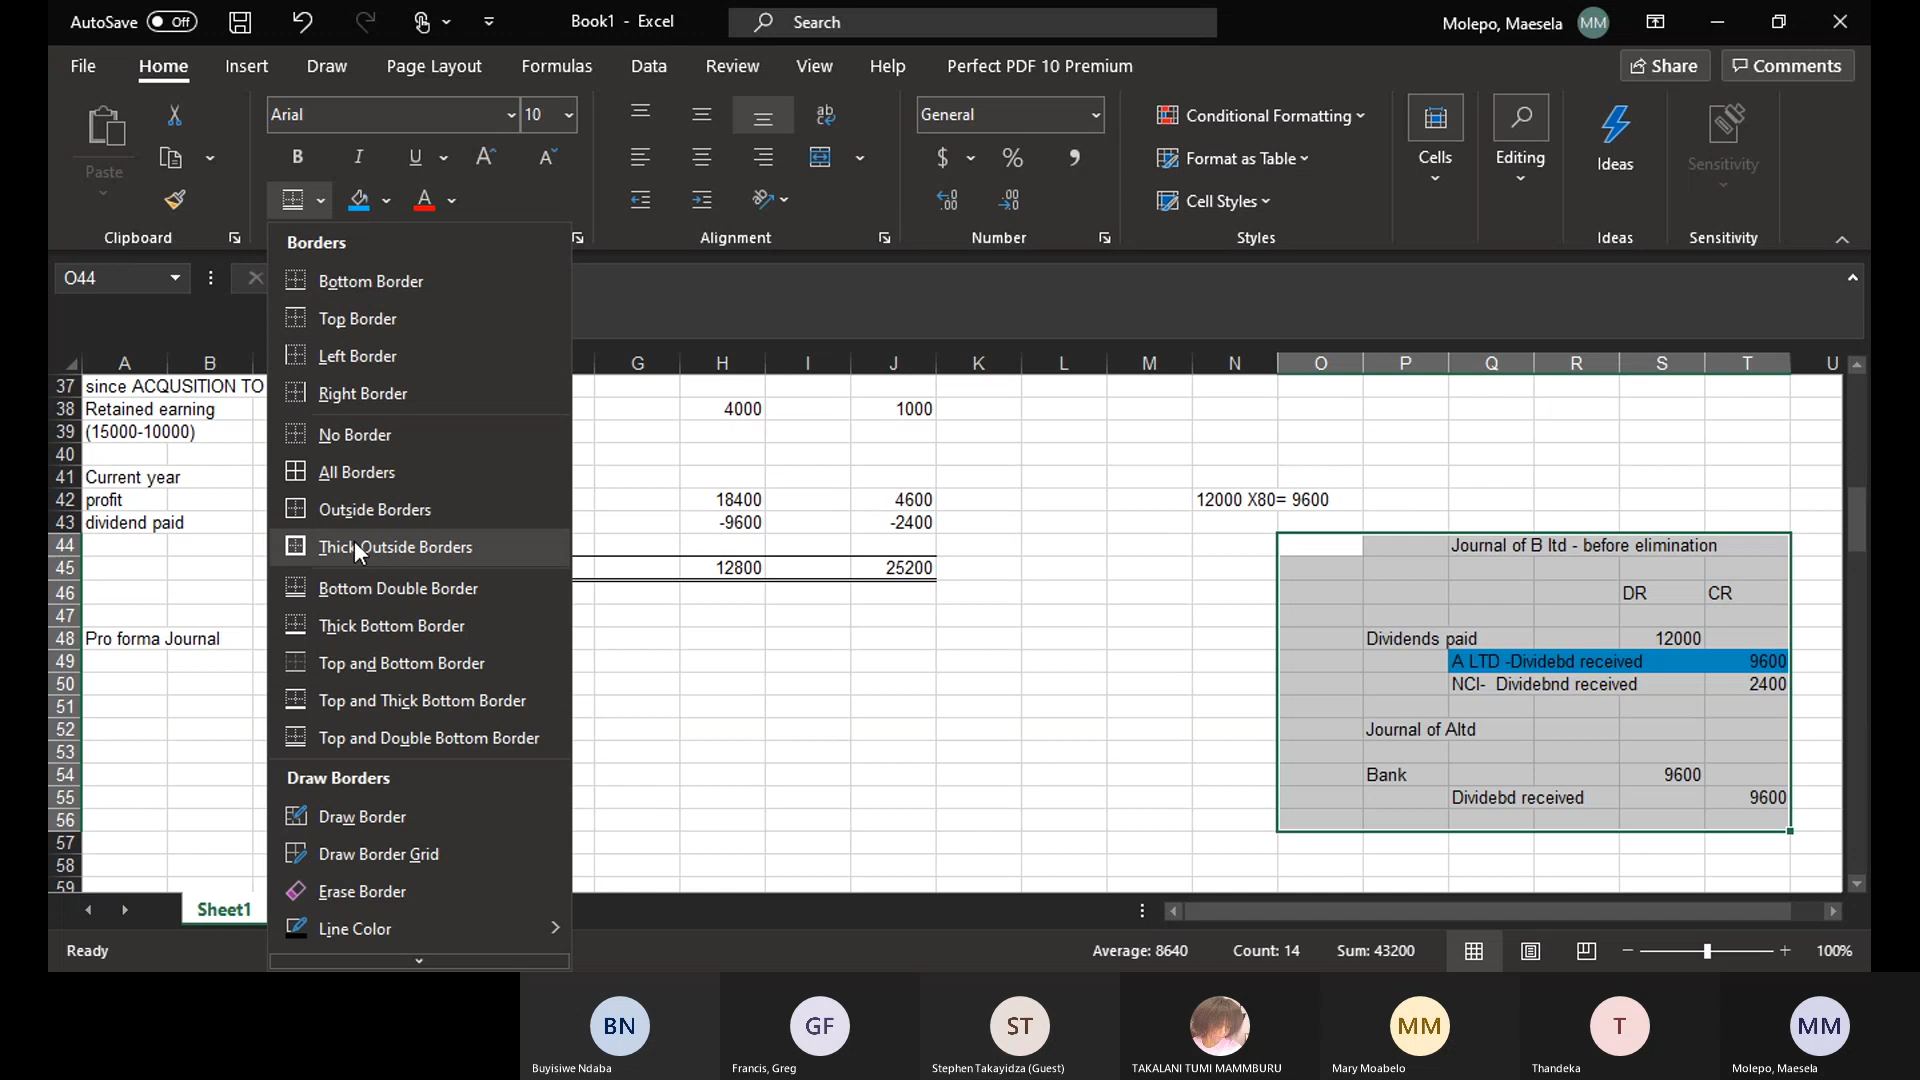 AutoSave Off Book1 - Excel Search Molepo, Maesela MM
File Home Insert Draw Page Layout Formulas Data Review View Help Perfect PDF 10 Premium Share Comments
Arial 10 General Conditional Formatting
Paste B I U A A $ % , Format as Table Cells Editing Ideas Sensitivity
A Cell Styles
Clipboard Alignment Number Styles Ideas Sensitivity
O44
Borders
Bottom Border
Top Border
Left Border
Right Border
No Border
All Borders
Outside Borders
Thick Outside Borders
Bottom Double Border
Thick Bottom Border
Top and Bottom Border
Top and Thick Bottom Border
Top and Double Bottom Border
Draw Borders
Draw Border
Draw Border Grid
Erase Border
Line Color
A B G H I J K L M N O P Q R S T U
37 since ACQUSITION TO
38 Retained earning 4000 1000
39 (15000-10000)
40
41 Current year
42 profit 18400 4600 12000 X80= 9600
43 dividend paid -9600 -2400
44 Journal of B ltd - before elimination
45 12800 25200
46 DR CR
47
48 Pro forma Journal Dividends paid 12000
49 A LTD -Dividebd received 9600
50 NCI- Dividebnd received 2400
51
52 Journal of Altd
53
54 Bank 9600
55 Dividebd received 9600
56
57
58
59
Sheet1
Ready Average: 8640 Count: 14 Sum: 43200 100%
BN GF ST MM T MM
Buyisiwe Ndaba Francis, Greg Stephen Takayidza (Guest) TAKALANI TUMI MAMMBURU Mary Moabelo Thandeka Molepo, Maesela